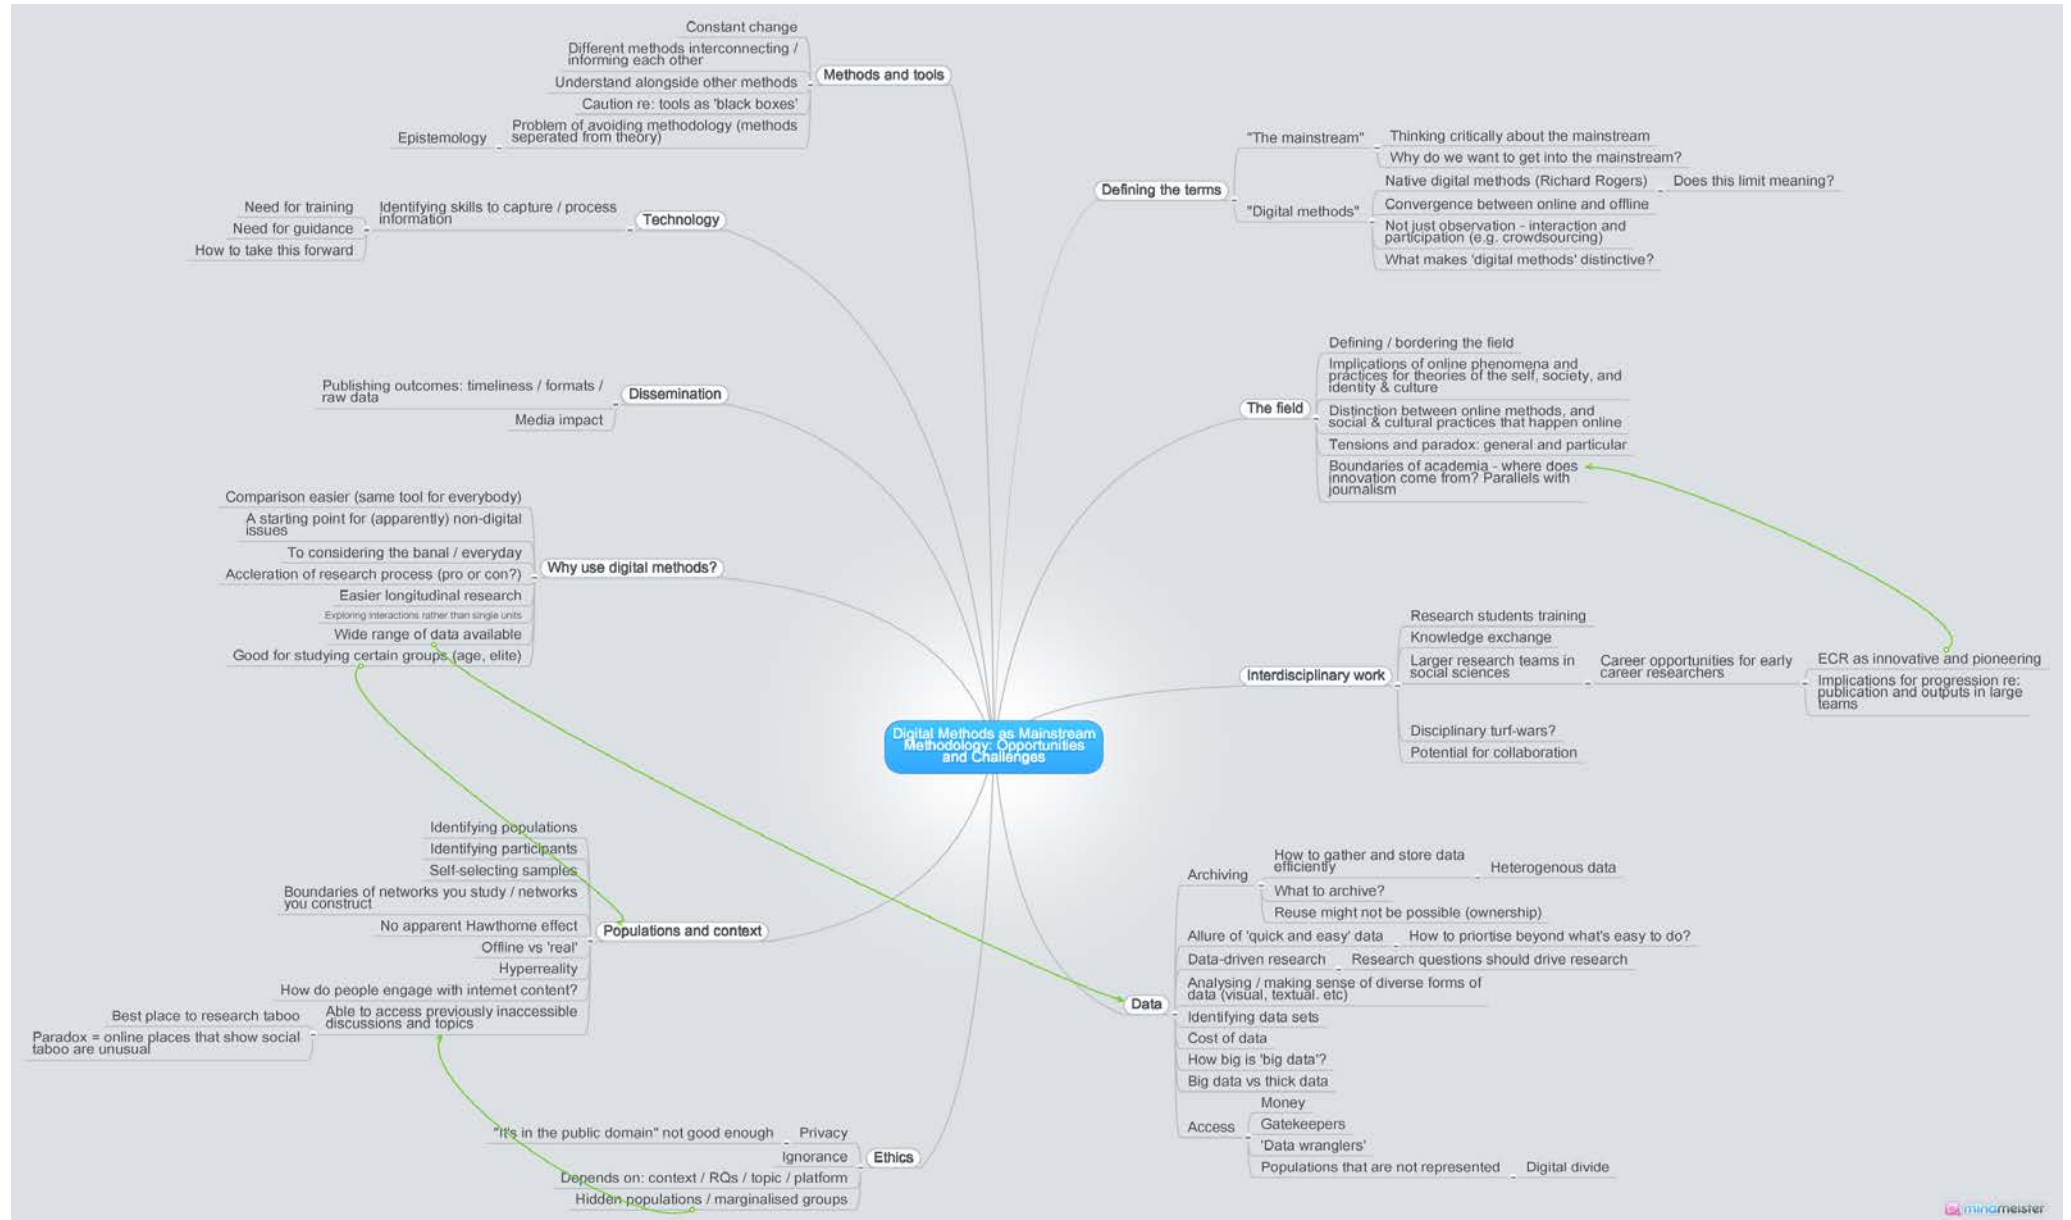 Constant change
Different methods interconnecting /
informing each other
Understand alongside other methods
Caution re: tools as 'black boxes'
Problem of avoiding methodology (methods
seperated from theory)
Epistemology
Methods and tools
Need for training
Need for guidance
How to take this forward
Identifying skills to capture / process
information
Technology
Publishing outcomes: timeliness / formats /
raw data
Media impact
Dissemination
Comparison easier (same tool for everybody)
A starting point for (apparently) non-digital
issues
To considering the banal / everyday
Accleration of research process (pro or con?)
Easier longitudinal research
Exploring interactions rather than single units
Wide range of data available
Good for studying certain groups (age, elite)
Why use digital methods?
Identifying populations
Identifying participants
Self-selecting samples
Boundaries of networks you study / networks
you construct
No apparent Hawthorne effect
Offline vs 'real'
Hyperreality
How do people engage with internet content?
Able to access previously inaccessible
discussions and topics
Best place to research taboo
Paradox = online places that show social
taboo are unusual
Populations and context
"It's in the public domain" not good enough
Privacy
Ignorance
Depends on: context / RQs / topic / platform
Hidden populations / marginalised groups
Ethics
Digital Methods as Mainstream
Methodology: Opportunities
and Challenges
Defining the terms
"The mainstream"
Thinking critically about the mainstream
Why do we want to get into the mainstream?
"Digital methods"
Native digital methods (Richard Rogers)
Does this limit meaning?
Convergence between online and offline
Not just observation - interaction and
participation (e.g. crowdsourcing)
What makes 'digital methods' distinctive?
The field
Defining / bordering the field
Implications of online phenomena and
practices for theories of the self, society, and
identity & culture
Distinction between online methods, and
social & cultural practices that happen online
Tensions and paradox: general and particular
Boundaries of academia - where does
innovation come from? Parallels with
journalism
Interdisciplinary work
Research students training
Knowledge exchange
Larger research teams in
social sciences
Career opportunities for early
career researchers
ECR as innovative and pioneering
Implications for progression re:
publication and outputs in large
teams
Disciplinary turf-wars?
Potential for collaboration
Data
Archiving
How to gather and store data
efficiently
Heterogenous data
What to archive?
Reuse might not be possible (ownership)
Allure of 'quick and easy' data
How to priortise beyond what's easy to do?
Data-driven research
Research questions should drive research
Analysing / making sense of diverse forms of
data (visual, textual. etc)
Identifying data sets
Cost of data
How big is 'big data'?
Big data vs thick data
Access
Money
Gatekeepers
'Data wranglers'
Populations that are not represented
Digital divide
mindmeister